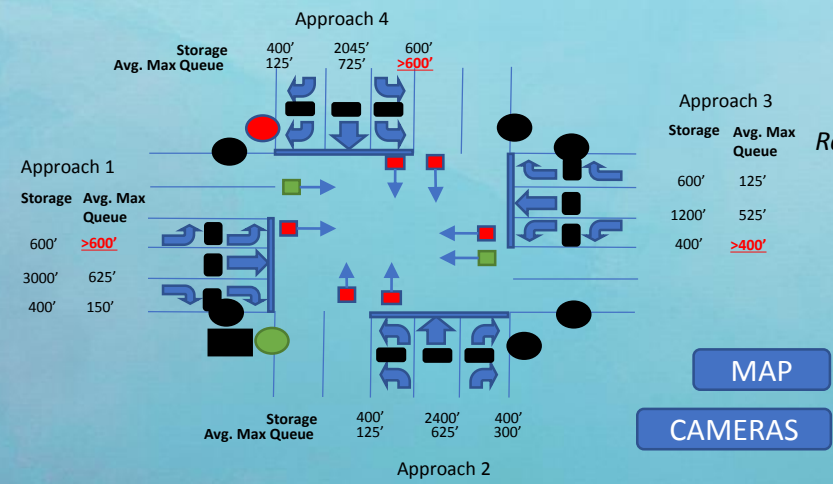 Approach 4
Storage 400’ 2045’ 600’
Avg. Max Queue 125’ 725’ >600’
Approach 3
Storage Avg. Max
Queue
600’ 125’
1200’ 525’
400’ >400’
Approach 1
Storage Avg. Max
Queue
600’ >600’
3000’ 625’
400’ 150’
MAP
CAMERAS
Storage 400’ 2400’ 400’
Avg. Max Queue 125’ 625’ 300’
Approach 2